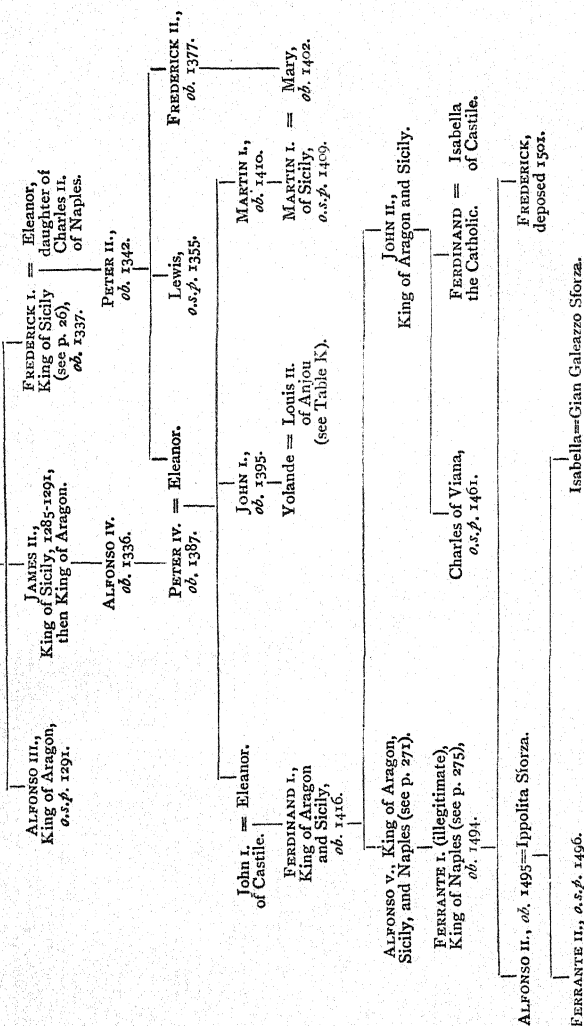 ALFONSO III.,
King of Aragon,
o.s.p. 1291.
JAMES II.,
King of Sicily, 1285-1291,
then King of Aragon.
FREDERICK I. = Eleanor,
King of Sicily daughter of
(see p. 26), Charles II.
ob. 1337. of Naples.
ALFONSO IV.
ob. 1336.
PETER II.,
ob. 1342.
PETER IV. = Eleanor.
ob. 1387.
Lewis,
o.s.p. 1355.
FREDERICK II.,
ob. 1377.
John I. = Eleanor.
of Castile.
JOHN I.,
ob. 1395.
MARTIN I.,
ob. 1410.
FERDINAND I.,
King of Aragon
and Sicily,
ob. 1416.
Yolande = Louis II.
of Anjou
(see Table K).
MARTIN I. = Mary,
of Sicily, ob. 1402.
o.s.p. 1409.
ALFONSO V., King of Aragon,
Sicily, and Naples (see p. 271).
JOHN II.,
King of Aragon and Sicily.
FERRANTE I. (illegitimate),
King of Naples (see p. 275),
ob. 1494.
Charles of Viana,
o.s.p. 1461.
FERDINAND = Isabella
the Catholic. of Castile.
ALFONSO II., ob. 1495=Ippolita Sforza.
FREDERICK,
deposed 1501.
FERRANTE II., o.s.p. 1496.
Isabella=Gian Galeazzo Sforza.